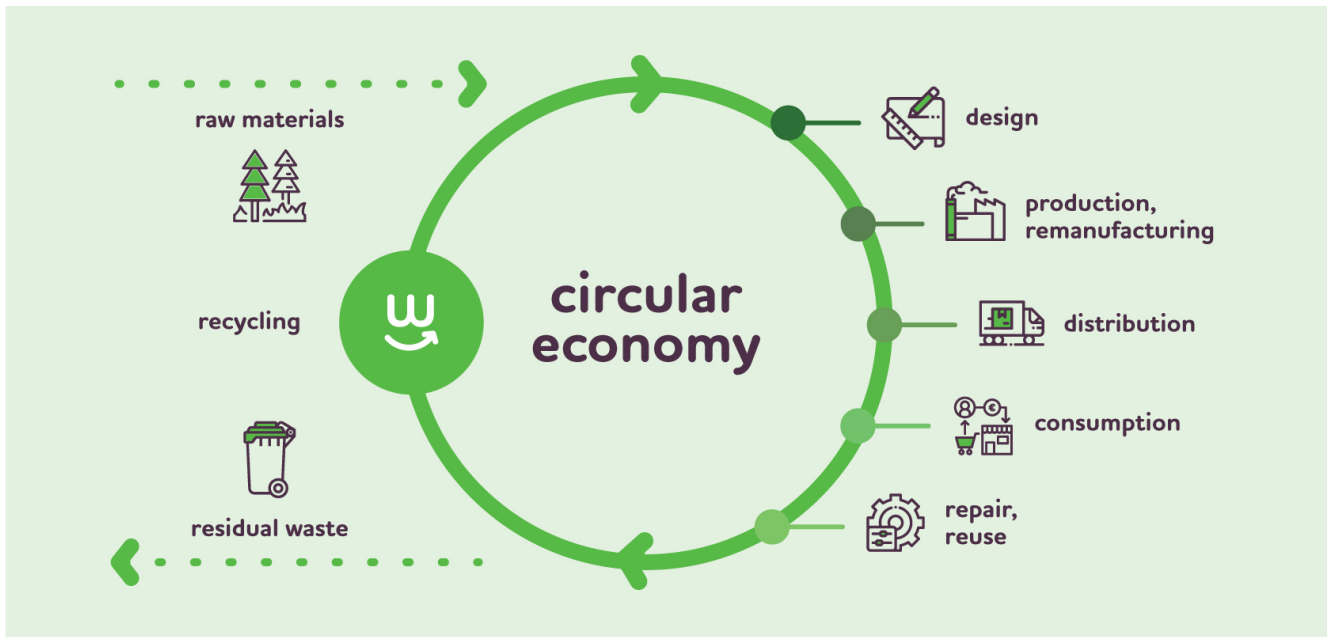 raw materials
recycling
residual waste
w
circular
economy
design
production,
remanufacturing
distribution
€
consumption
repair,
reuse